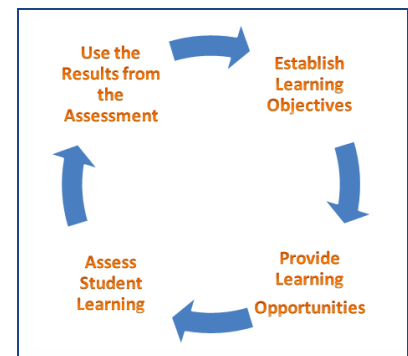 Use the
Results from
the
Assessment
Establish
Learning
Objectives
Provide
Learning
Opportunities
Assess
Student
Learning